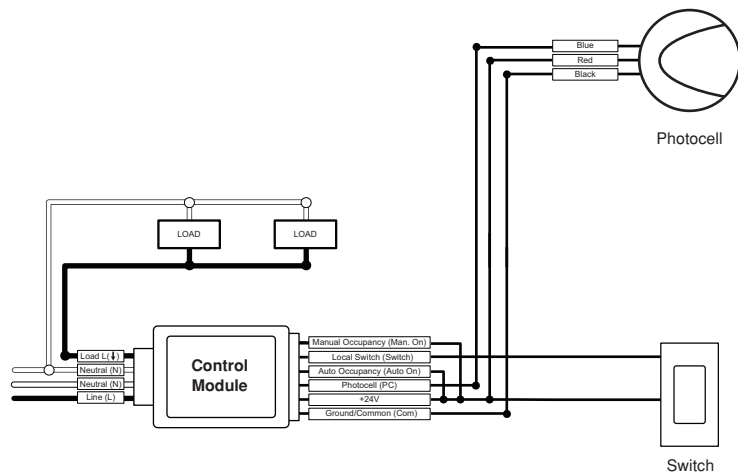 Blue
Red
Black
Photocell
LOAD
LOAD
Load L(↓)
Neutral (N)
Neutral (N)
Line (L)
Control
Module
Manual Occupancy (Man. On)
Local Switch (Switch)
Auto Occupancy (Auto On)
Photocell (PC)
+24V
Ground/Common (Com)
Switch